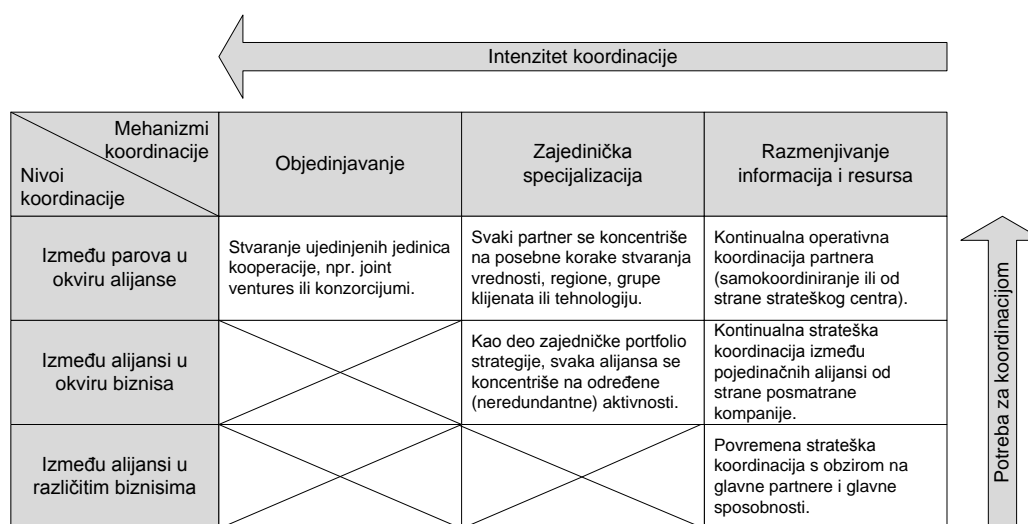 Intenzitet koordinacije
Mehanizmi
koordinacije
Nivoi
koordinacije
Objedinjavanje
Zajedinička
specijalizacija
Razmenjivanje
informacija i resursa
Između parova u
okviru alijanse
Stvaranje ujedinjenih jedinica
kooperacije, npr. joint
ventures ili konzorcijumi.
Svaki partner se koncentriše
na posebne korake stvaranja
vrednosti, regione, grupe
klijenata ili tehnologiju.
Kontinualna operativna
koordinacija partnera
(samokoordiniranje ili od
strane strateškog centra).
Između alijansi u
okviru biznisa
Kao deo zajedničke portfolio
strategije, svaka alijansa se
koncentriše na određene
(neredundantne) aktivnosti.
Kontinualna strateška
koordinacija između
pojedinačnih alijansi od
strane posmatrane
kompanije.
Između alijansi u
različitim biznisima
Povremena strateška
koordinacija s obzirom na
glavne partnere i glavne
sposobnosti.
Potreba za koordinacijom